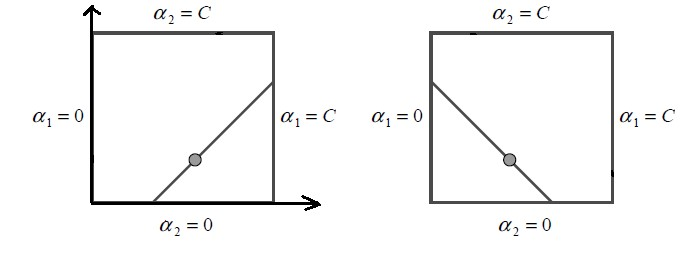 α₂ = C
α₂ = C
α₁ = 0
α₁ = C
α₁ = 0
α₁ = C
α₂ = 0
α₂ = 0